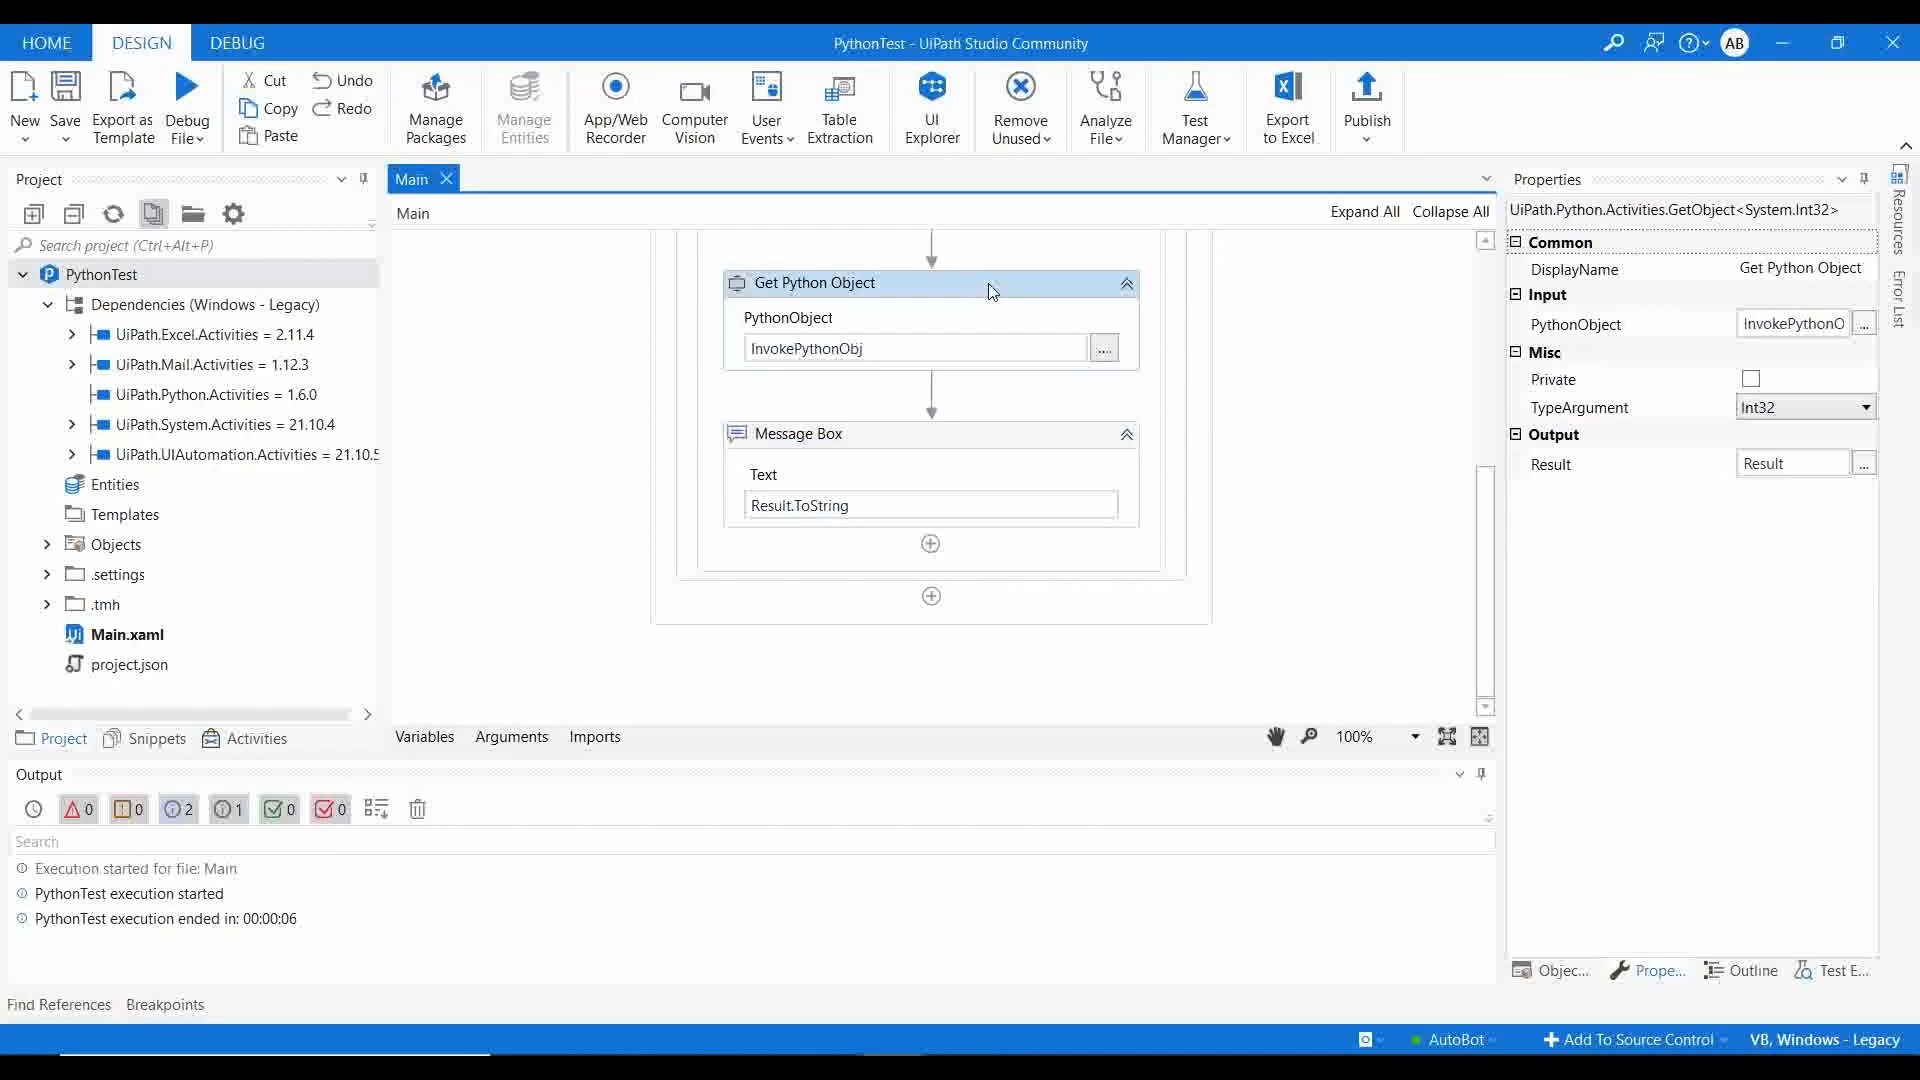 HOME
DESIGN
DEBUG
PythonTest - UiPath Studio Community
AB
New
Save
Export as
Template
Debug
File
Cut
Copy
Paste
Undo
Redo
Manage
Packages
Manage
Entities
App/Web
Recorder
Computer
Vision
User
Events
Table
Extraction
UI
Explorer
Remove
Unused
Analyze
File
Test
Manager
Export
to Excel
Publish
Project
Search project (Ctrl+Alt+P)
PythonTest
Dependencies (Windows - Legacy)
UiPath.Excel.Activities = 2.11.4
UiPath.Mail.Activities = 1.12.3
UiPath.Python.Activities = 1.6.0
UiPath.System.Activities = 21.10.4
UiPath.UIAutomation.Activities = 21.10.5
Entities
Templates
Objects
.settings
.tmh
Main.xaml
project.json
Project
Snippets
Activities
Main
Main
Expand All
Collapse All
Get Python Object
PythonObject
InvokePythonObj
....
Message Box
Text
Result.ToString
Variables
Arguments
Imports
100%
Properties
UiPath.Python.Activities.GetObject<System.Int32>
Common
DisplayName
Get Python Object
Input
PythonObject
InvokePythonO
...
Misc
Private
TypeArgument
Int32
Output
Result
Result
...
Resources
Error List
Objec...
Prope...
Outline
Test E...
Output
0
0
2
1
0
0
Search
Execution started for file: Main
PythonTest execution started
PythonTest execution ended in: 00:00:06
Find References
Breakpoints
AutoBot
Add To Source Control
VB, Windows - Legacy